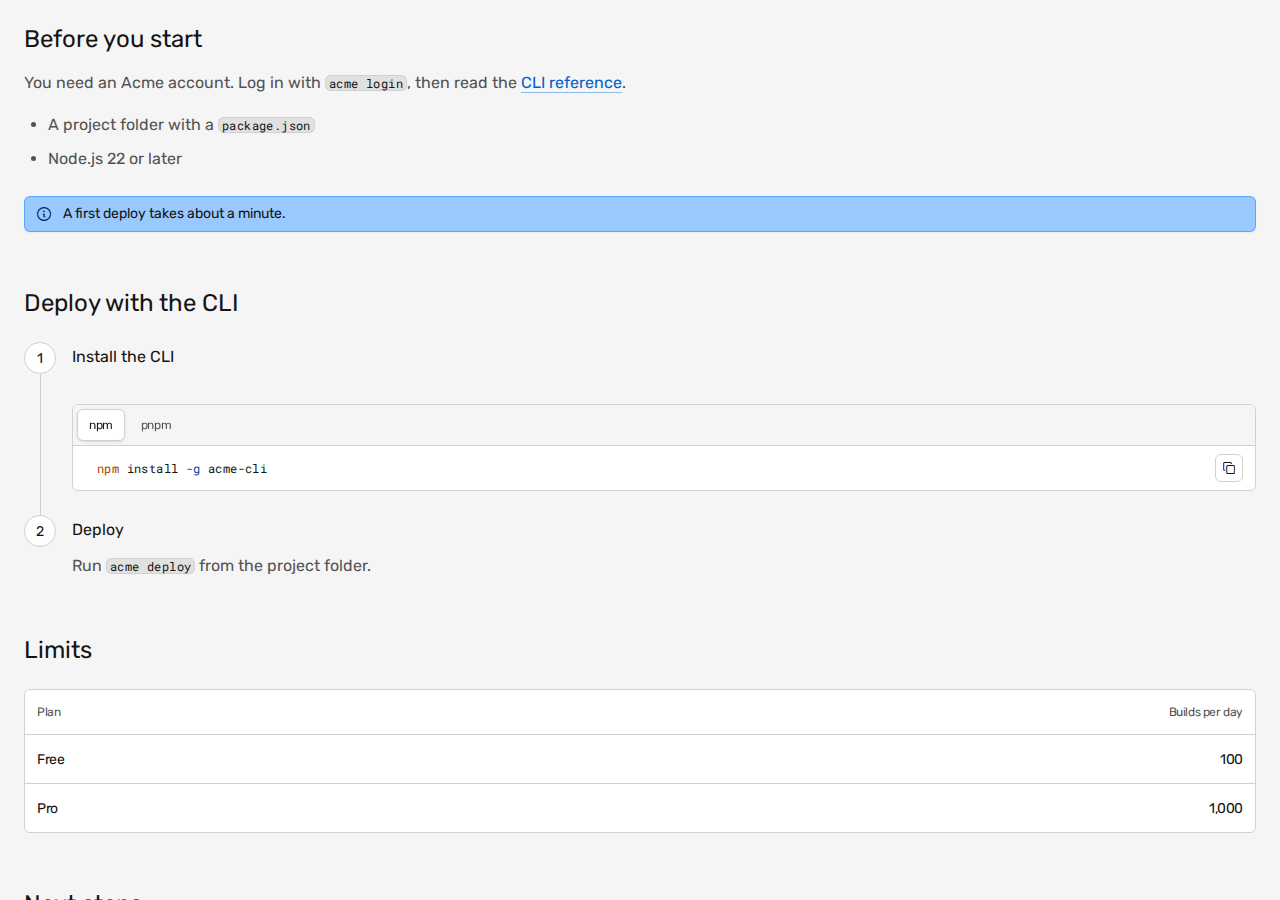 Before you start
You need an Acme account. Log in with acme login, then read the CLI reference.
A project folder with a package.json
Node.js 22 or later
A first deploy takes about a minute.
Deploy with the CLI
1 Install the CLI
npm pnpm
npm install -g acme-cli
2 Deploy
Run acme deploy from the project folder.
Limits
Plan Builds per day
Free 100
Pro 1,000
Next steps